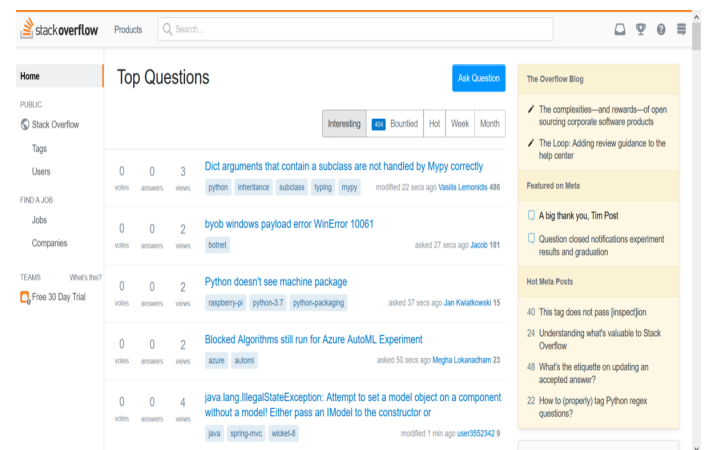 stackoverflow Products Search...
Home
PUBLIC
Stack Overflow
Tags
Users
FIND A JOB
Jobs
Companies
TEAMS What's this?
Free 30 Day Trial
Top Questions
Ask Question
Interesting 404 Bountied Hot Week Month
0 votes 0 answers 3 views
Dict arguments that contain a subclass are not handled by Mypy correctly
python inheritance subclass typing mypy
modified 22 secs ago Vasilis Lemonidis 486
0 votes 0 answers 2 views
byob windows payload error WinError 10061
botnet
asked 27 secs ago Jacob 181
0 votes 0 answers 2 views
Python doesn't see machine package
raspberry-pi python-3.7 python-packaging
asked 37 secs ago Jan Kwiatkowski 15
0 votes 0 answers 2 views
Blocked Algorithms still run for Azure AutoML Experiment
azure automl
asked 50 secs ago Megha Lokanadham 23
0 votes 0 answers 4 views
java.lang.IllegalStateException: Attempt to set a model object on a component
without a model! Either pass an IModel to the constructor or
java spring-mvc wicket-8
modified 1 min ago user3552342 9
The Overflow Blog
The complexities—and rewards—of open
sourcing corporate software products
The Loop: Adding review guidance to the
help center
Featured on Meta
A big thank you, Tim Post
Question closed notifications experiment
results and graduation
Hot Meta Posts
40 This tag does not pass [inspect]ion
24 Understanding what's valuable to Stack
Overflow
48 What's the etiquette on updating an
accepted answer?
22 How to (properly) tag Python regex
questions?